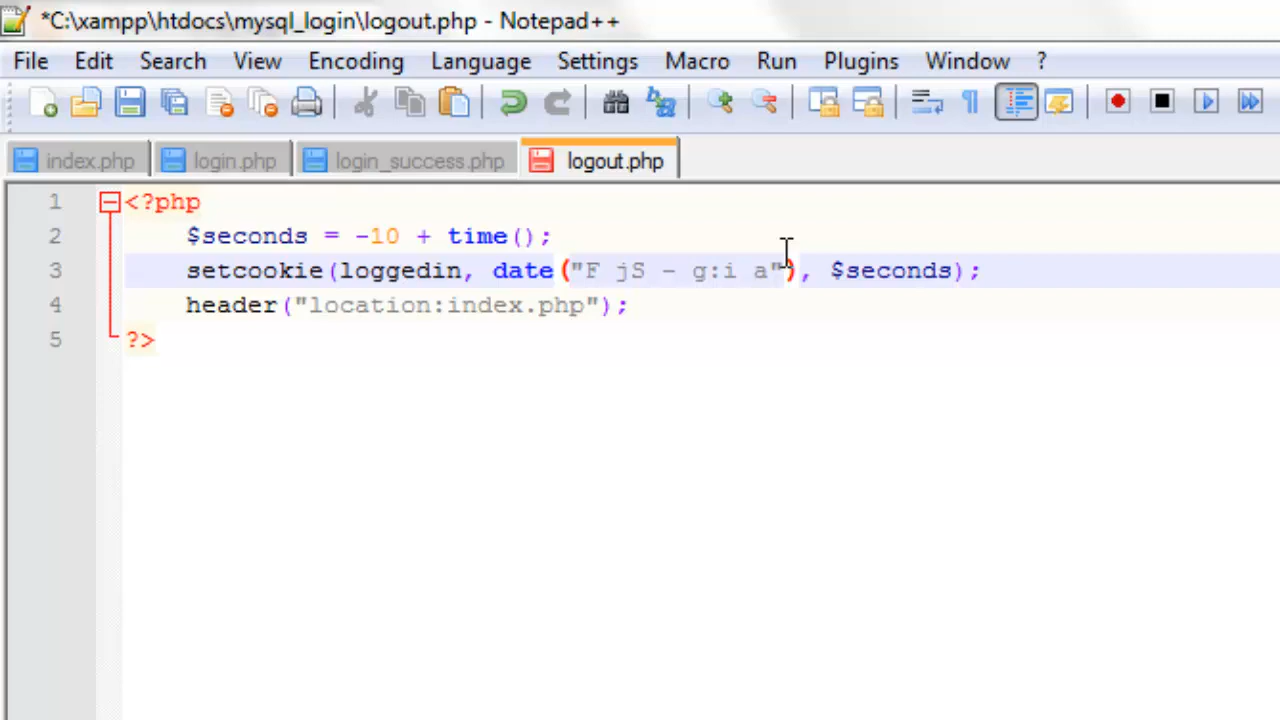 *C:\xampp\htdocs\mysql_login\logout.php - Notepad++
File Edit Search View Encoding Language Settings Macro Run Plugins Window ?
index.php login.php login_success.php logout.php
1 <?php
2 $seconds = -10 + time();
3 setcookie(loggedin, date("F jS - g:i a"), $seconds);
4 header("location:index.php");
5 ?>